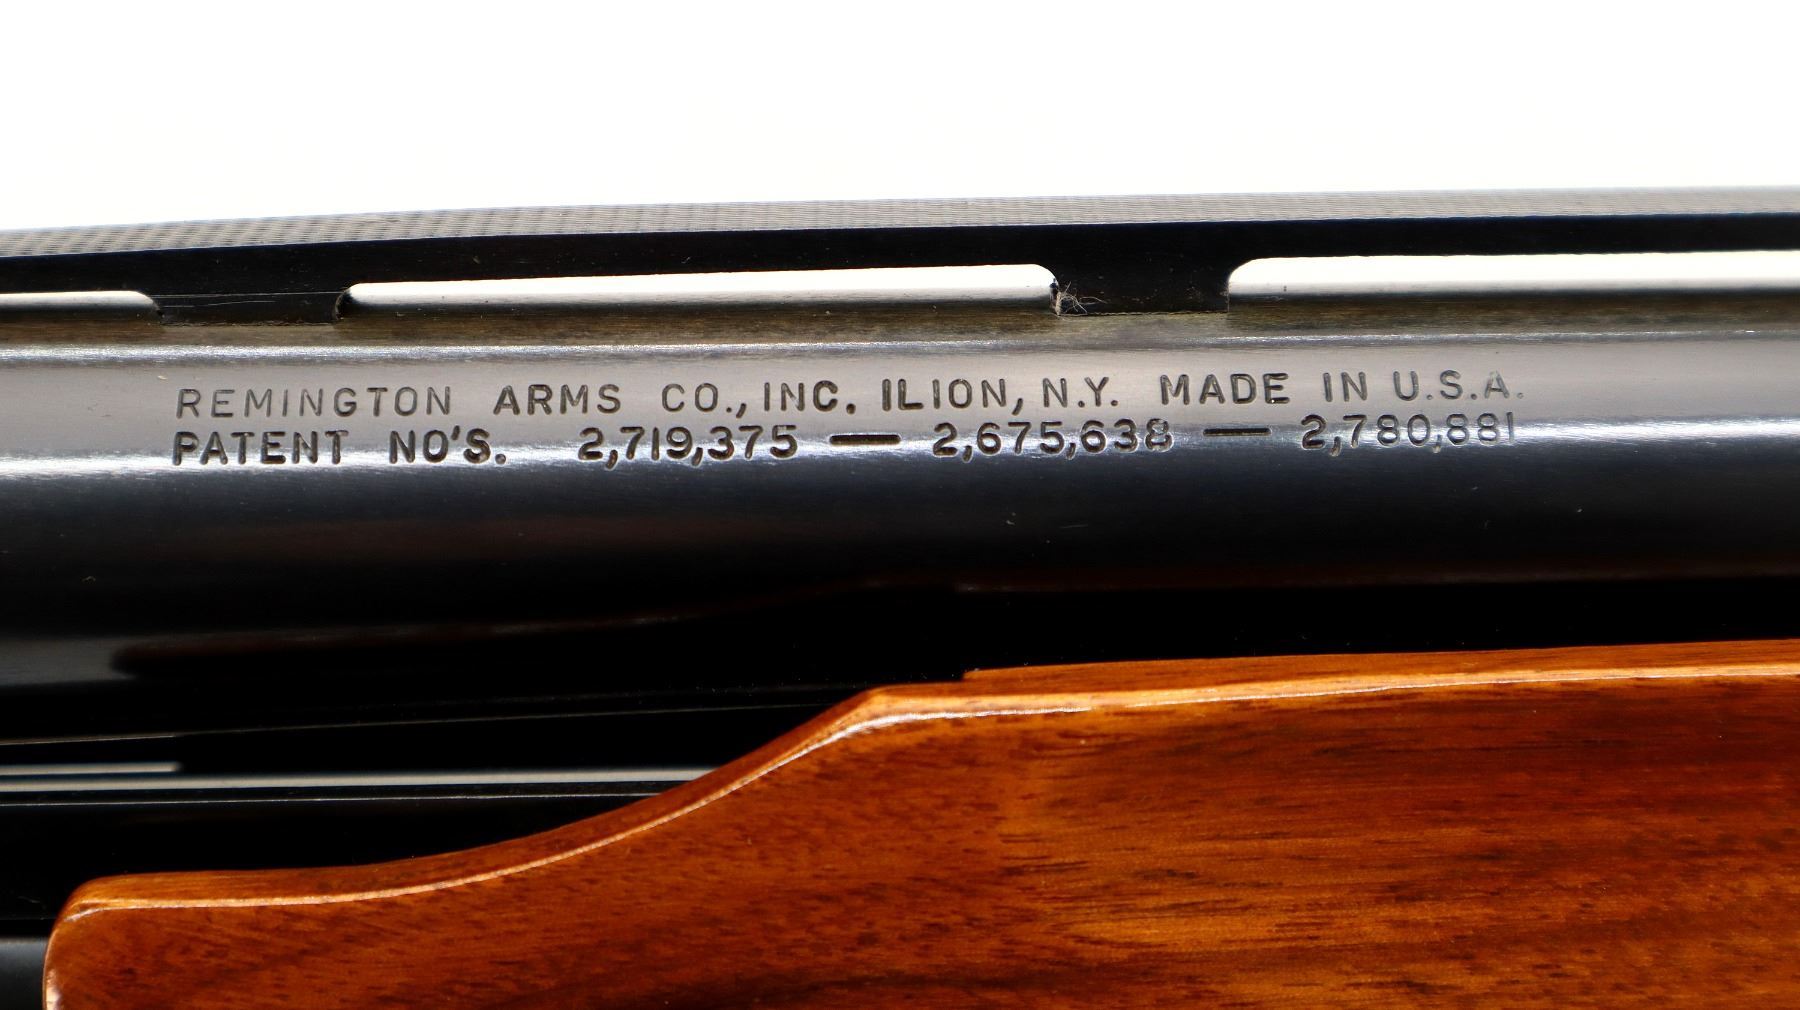 REMINGTON ARMS CO., INC. ILION, N.Y. MADE IN U.S.A.
PATENT NO'S. 2,719,375 — 2,675,638 — 2,780,881